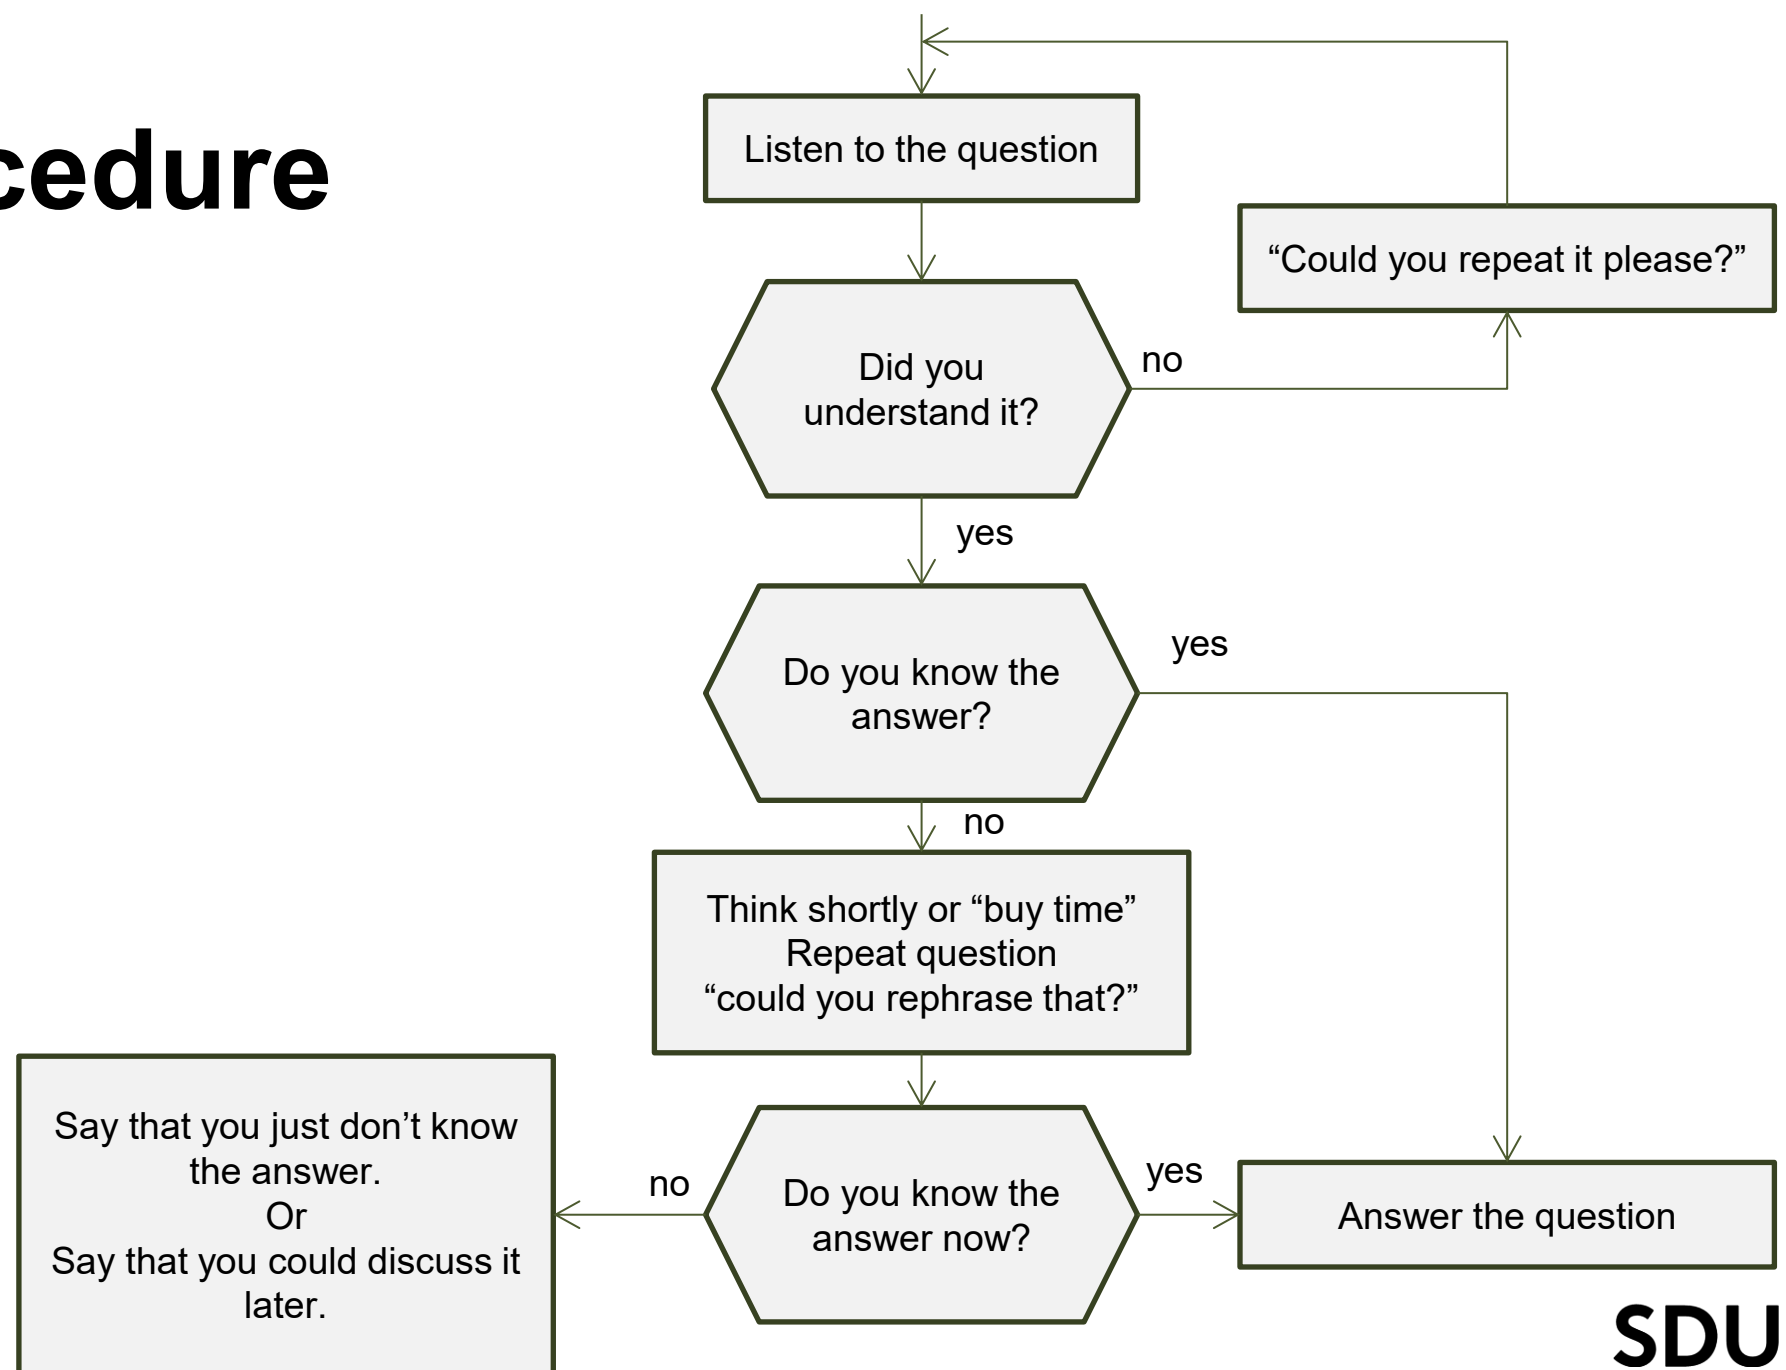 cedure
Listen to the question
“Could you repeat it please?”
Did you
understand it?
no
yes
Do you know the
answer?
yes
no
Think shortly or “buy time”
Repeat question
“could you rephrase that?”
Say that you just don’t know
the answer.
Or
Say that you could discuss it
later.
no
Do you know the
answer now?
yes
Answer the question
SDU